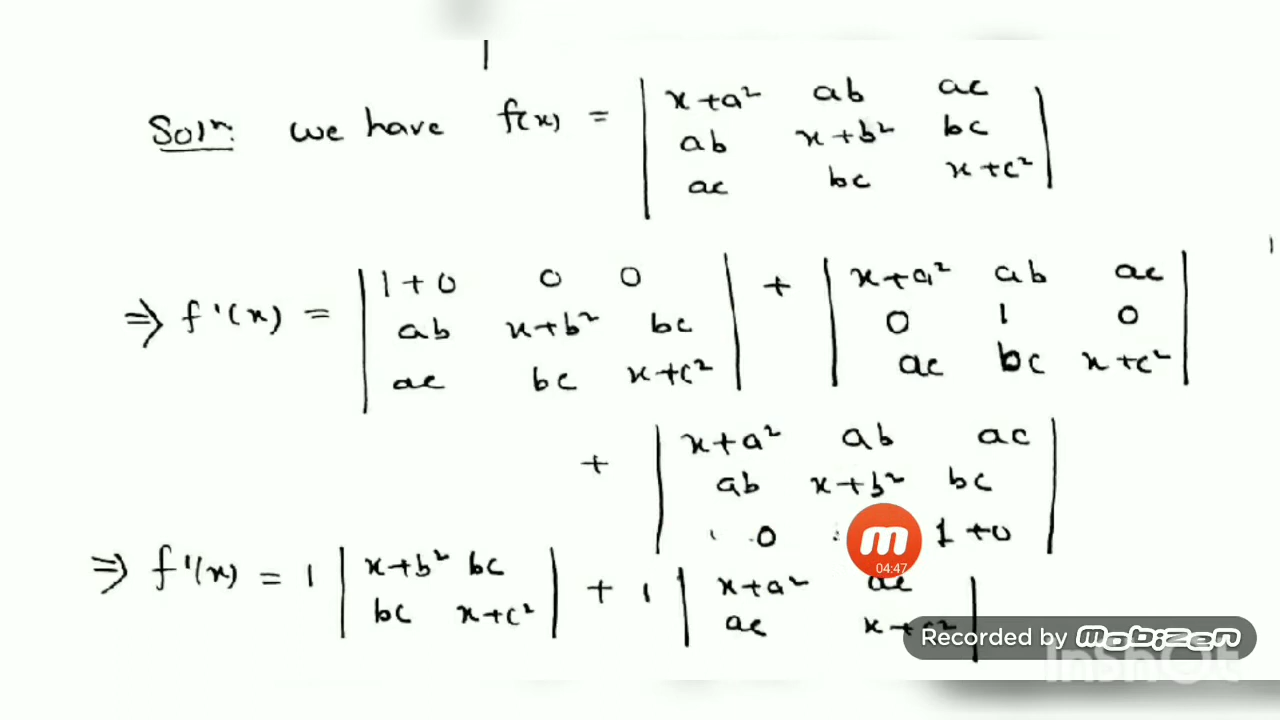 Soln: we have f(x) = | x+a² ab ac |
| ab x+b² bc |
| ac bc x+c² |
⇒ f'(x) = | 1+0 0 0 | + | x+a² ab ac |
| ab x+b² bc | | 0 1 0 |
| ac bc x+c² | | ac bc x+c² |
+ | x+a² ab ac |
| ab x+b² bc |
| 0 1+0 |
⇒ f'(x) = 1 | x+b² bc | + 1 | x+a² ac |
| bc x+c² | | ac x+c² |
04:47
Recorded by mobizen
InShOt